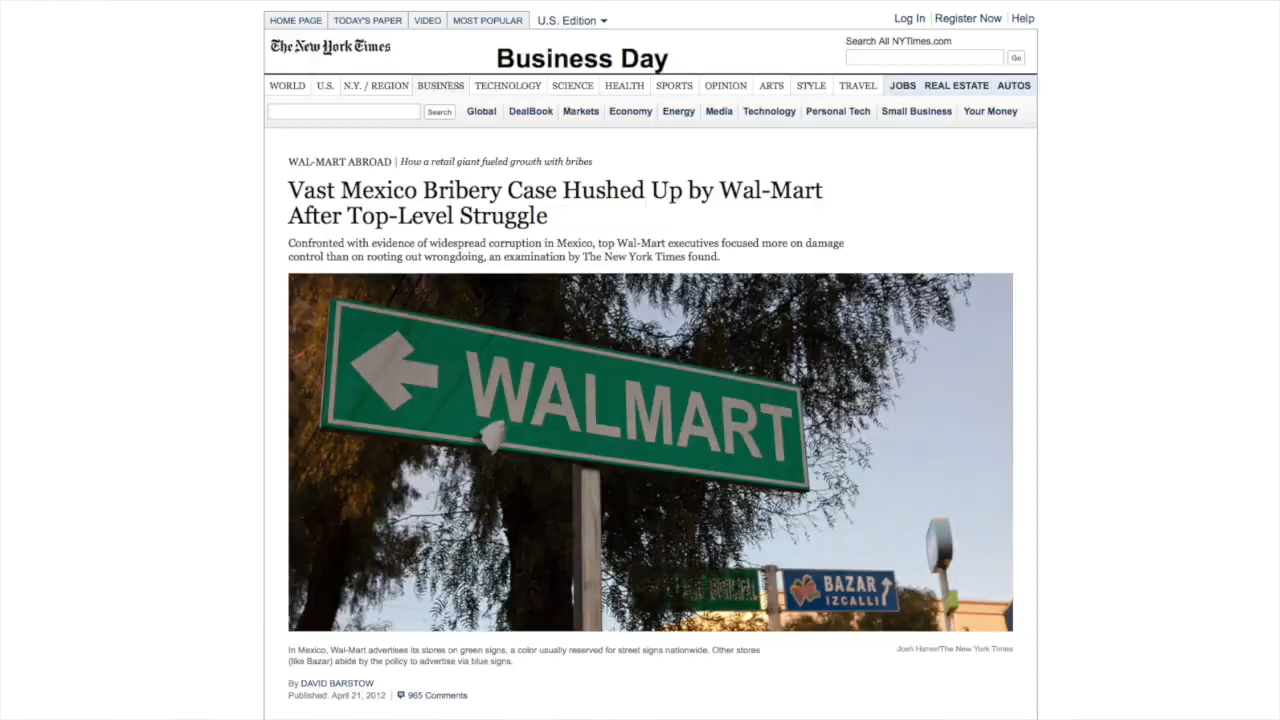 HOME PAGE TODAY'S PAPER VIDEO MOST POPULAR U.S. Edition
Log In Register Now Help
The New York Times
Business Day
Search All NYTimes.com
Go
WORLD U.S. N.Y. / REGION BUSINESS TECHNOLOGY SCIENCE HEALTH SPORTS OPINION ARTS STYLE TRAVEL JOBS REAL ESTATE AUTOS
Search Global DealBook Markets Economy Energy Media Technology Personal Tech Small Business Your Money
WAL-MART ABROAD | How a retail giant fueled growth with bribes
Vast Mexico Bribery Case Hushed Up by Wal-Mart
After Top-Level Struggle
Confronted with evidence of widespread corruption in Mexico, top Wal-Mart executives focused more on damage
control than on rooting out wrongdoing, an examination by The New York Times found.
WALMART
BAZAR
IZCALLI
In Mexico, Wal-Mart advertises its stores on green signs, a color usually reserved for street signs nationwide. Other stores
(like Bazar) abide by the policy to advertise via blue signs.
Josh Haner/The New York Times
By DAVID BARSTOW
Published: April 21, 2012 | 965 Comments